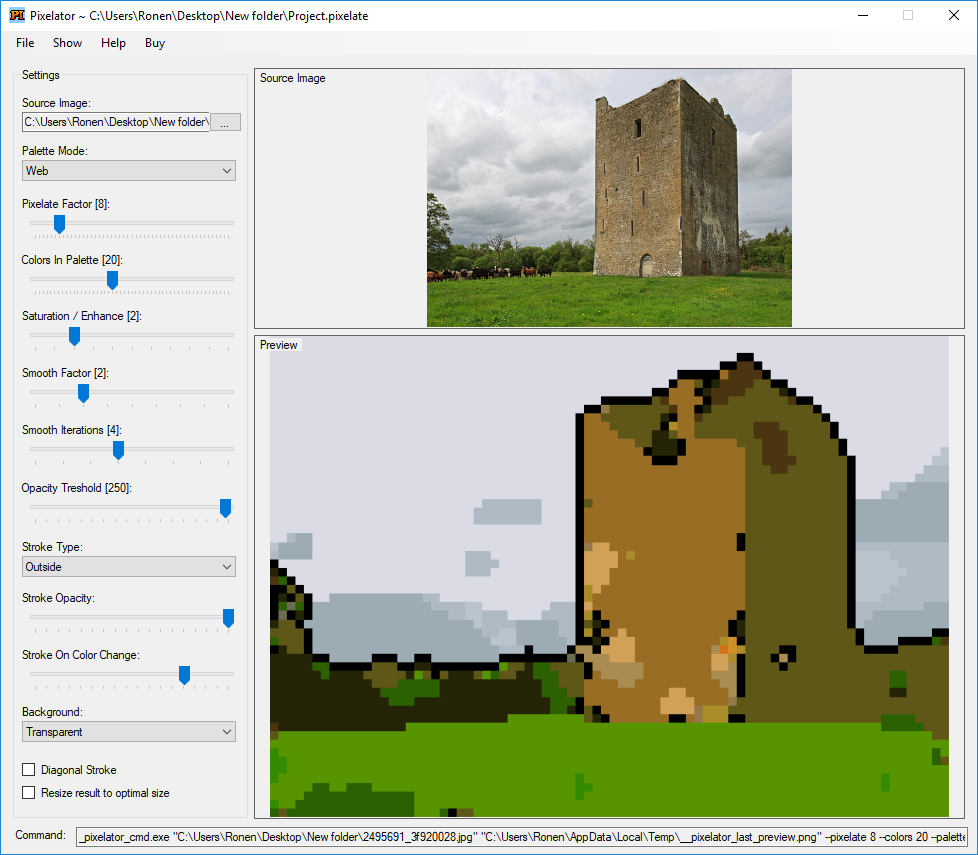 Pixelator ~ C:\Users\Ronen\Desktop\New folder\Project.pixelate
File Show Help Buy
Settings
Source Image:
C:\Users\Ronen\Desktop\New folder\
...
Palette Mode:
Web
Pixelate Factor [8]:
Colors In Palette [20]:
Saturation / Enhance [2]:
Smooth Factor [2]:
Smooth Iterations [4]:
Opacity Treshold [250]:
Stroke Type:
Outside
Stroke Opacity:
Stroke On Color Change:
Background:
Transparent
Diagonal Stroke
Resize result to optimal size
Source Image
Preview
Command: _pixelator_cmd.exe "C:\Users\Ronen\Desktop\New folder\2495691_3f920028.jpg" "C:\Users\Ronen\AppData\Local\Temp\__pixelator_last_preview.png" --pixelate 8 --colors 20 --palette